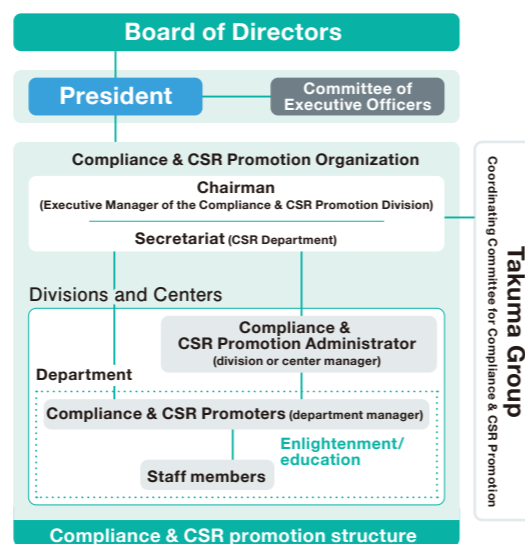 Board of Directors
President
Committee of
Executive Officers
Compliance & CSR Promotion Organization
Chairman
(Executive Manager of the Compliance & CSR Promotion Division)
Secretariat (CSR Department)
Divisions and Centers
Compliance &
CSR Promotion Administrator
(division or center manager)
Department
Compliance & CSR Promoters (department manager)
Enlightenment/
education
Staff members
Compliance & CSR promotion structure
Takuma Group
Coordinating Committee for Compliance & CSR Promotion